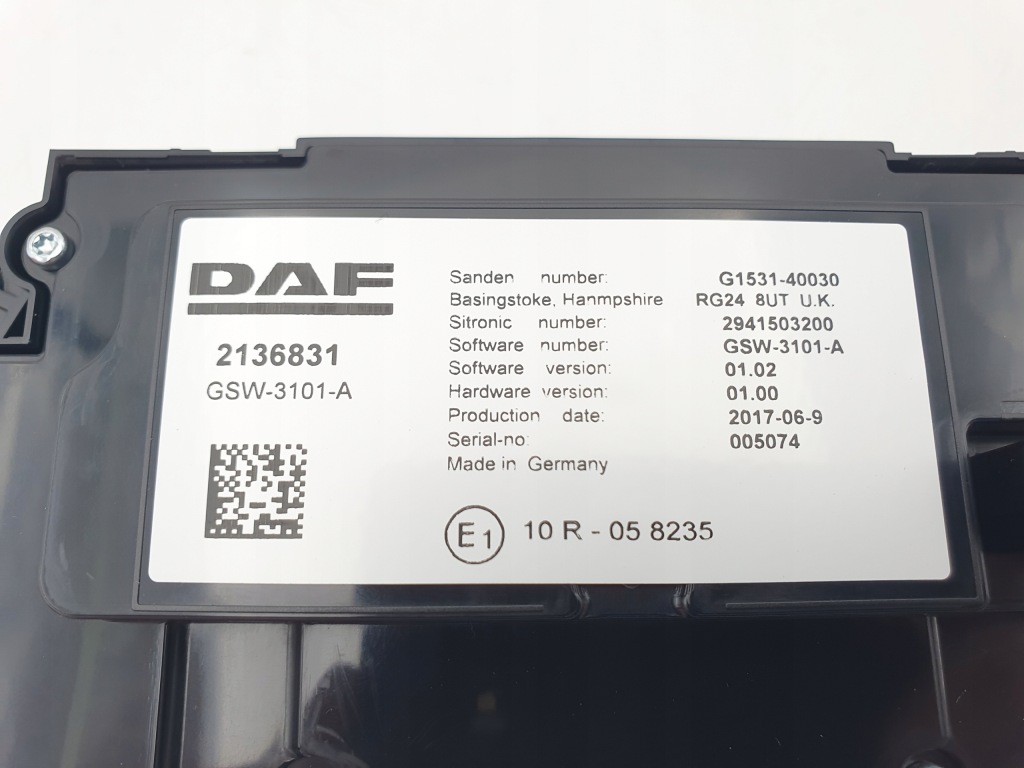 DAF
2136831
GSW-3101-A
Sanden number: G1531-40030
Basingstoke, Hanmpshire RG24 8UT U.K.
Sitronic number: 2941503200
Software number: GSW-3101-A
Software version: 01.02
Hardware version: 01.00
Production date: 2017-06-9
Serial-no: 005074
Made in Germany
E1 10 R - 05 8235